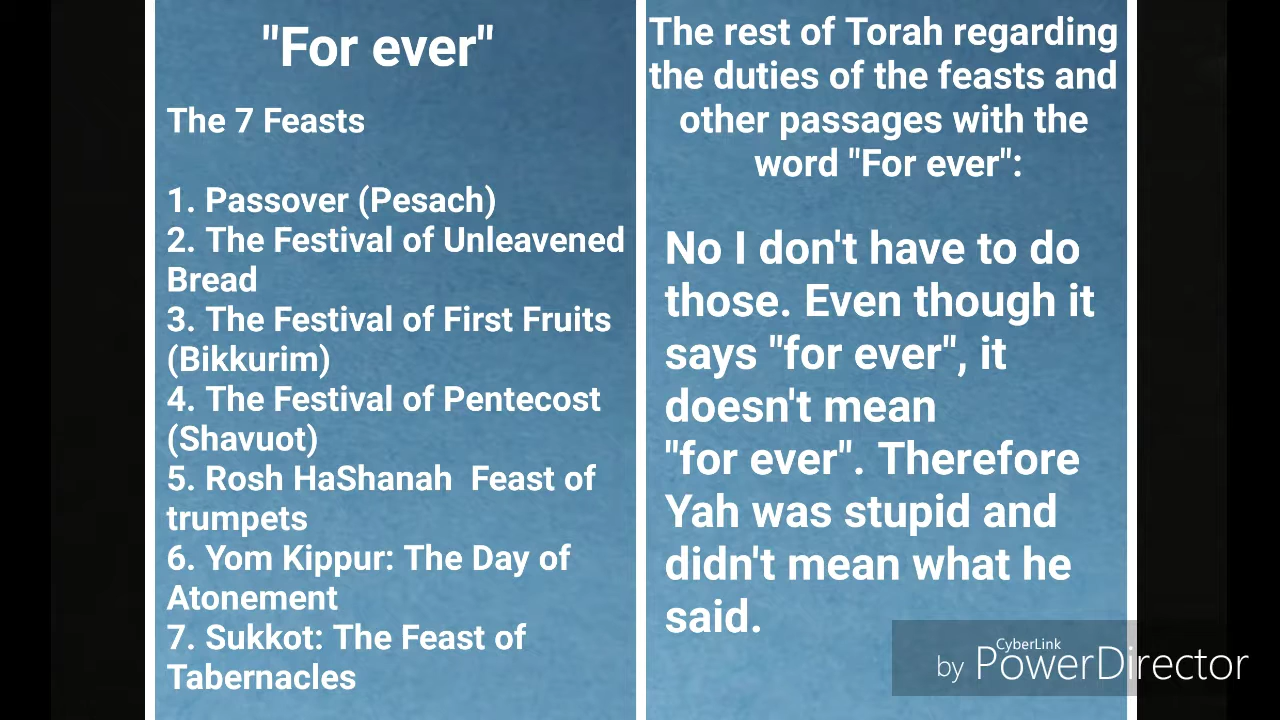 "For ever"
The 7 Feasts
1. Passover (Pesach)
2. The Festival of Unleavened
Bread
3. The Festival of First Fruits
(Bikkurim)
4. The Festival of Pentecost
(Shavuot)
5. Rosh HaShanah  Feast of
trumpets
6. Yom Kippur: The Day of
Atonement
7. Sukkot: The Feast of
Tabernacles
The rest of Torah regarding
the duties of the feasts and
other passages with the
word "For ever":
No I don't have to do
those. Even though it
says "for ever", it
doesn't mean
"for ever". Therefore
Yah was stupid and
didn't mean what he
said.
CyberLink
by PowerDirector